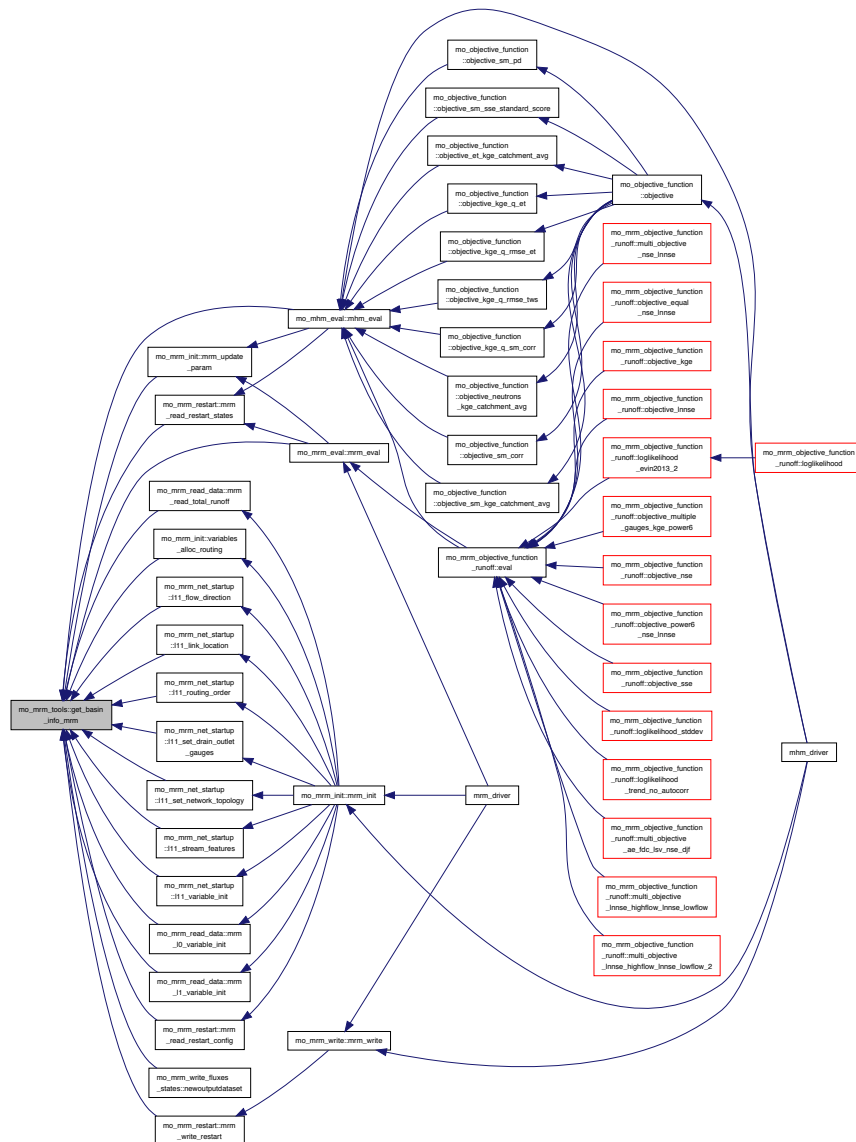 mo_objective_function
::objective_sm_pd
mo_objective_function
::objective_sm_sse_standard_score
mo_objective_function
::objective_et_kge_catchment_avg
mo_objective_function
::objective_kge_q_et
mo_objective_function
::objective_kge_q_rmse_et
mo_objective_function
::objective_kge_q_rmse_tws
mo_objective_function
::objective_kge_q_sm_corr
mo_objective_function
::objective_neutrons
_kge_catchment_avg
mo_objective_function
::objective_sm_corr
mo_objective_function
::objective_sm_kge_catchment_avg
mo_mrm_objective_function
_runoff::eval
mo_objective_function
::objective
mo_mrm_objective_function
_runoff::multi_objective
_nse_lnnse
mo_mrm_objective_function
_runoff::objective_equal
_nse_lnnse
mo_mrm_objective_function
_runoff::objective_kge
mo_mrm_objective_function
_runoff::objective_lnnse
mo_mrm_objective_function
_runoff::loglikelihood
_evin2013_2
mo_mrm_objective_function
_runoff::loglikelihood
mo_mrm_objective_function
_runoff::objective_multiple
_gauges_kge_power6
mo_mrm_objective_function
_runoff::objective_nse
mo_mrm_objective_function
_runoff::objective_power6
_nse_lnnse
mo_mrm_objective_function
_runoff::objective_sse
mo_mrm_objective_function
_runoff::loglikelihood_stddev
mo_mrm_objective_function
_runoff::loglikelihood
_trend_no_autocorr
mo_mrm_objective_function
_runoff::multi_objective
_ae_fdc_lsv_nse_djf
mo_mrm_objective_function
_runoff::multi_objective
_lnnse_highflow_lnnse_lowflow
mo_mrm_objective_function
_runoff::multi_objective
_lnnse_highflow_lnnse_lowflow_2
mhm_driver
mo_mhm_eval::mhm_eval
mo_mrm_init::mrm_update
_param
mo_mrm_restart::mrm
_read_restart_states
mo_mrm_eval::mrm_eval
mo_mrm_read_data::mrm
_read_total_runoff
mo_mrm_init::variables
_alloc_routing
mo_mrm_net_startup
::l11_flow_direction
mo_mrm_net_startup
::l11_link_location
mo_mrm_net_startup
::l11_routing_order
mo_mrm_tools::get_basin
_info_mrm
mo_mrm_net_startup
::l11_set_drain_outlet
_gauges
mo_mrm_net_startup
::l11_set_network_topology
mo_mrm_init::mrm_init
mrm_driver
mo_mrm_net_startup
::l11_stream_features
mo_mrm_net_startup
::l11_variable_init
mo_mrm_read_data::mrm
_l0_variable_init
mo_mrm_read_data::mrm
_l1_variable_init
mo_mrm_restart::mrm
_read_restart_config
mo_mrm_write::mrm_write
mo_mrm_write_fluxes
_states::newoutputdataset
mo_mrm_restart::mrm
_write_restart